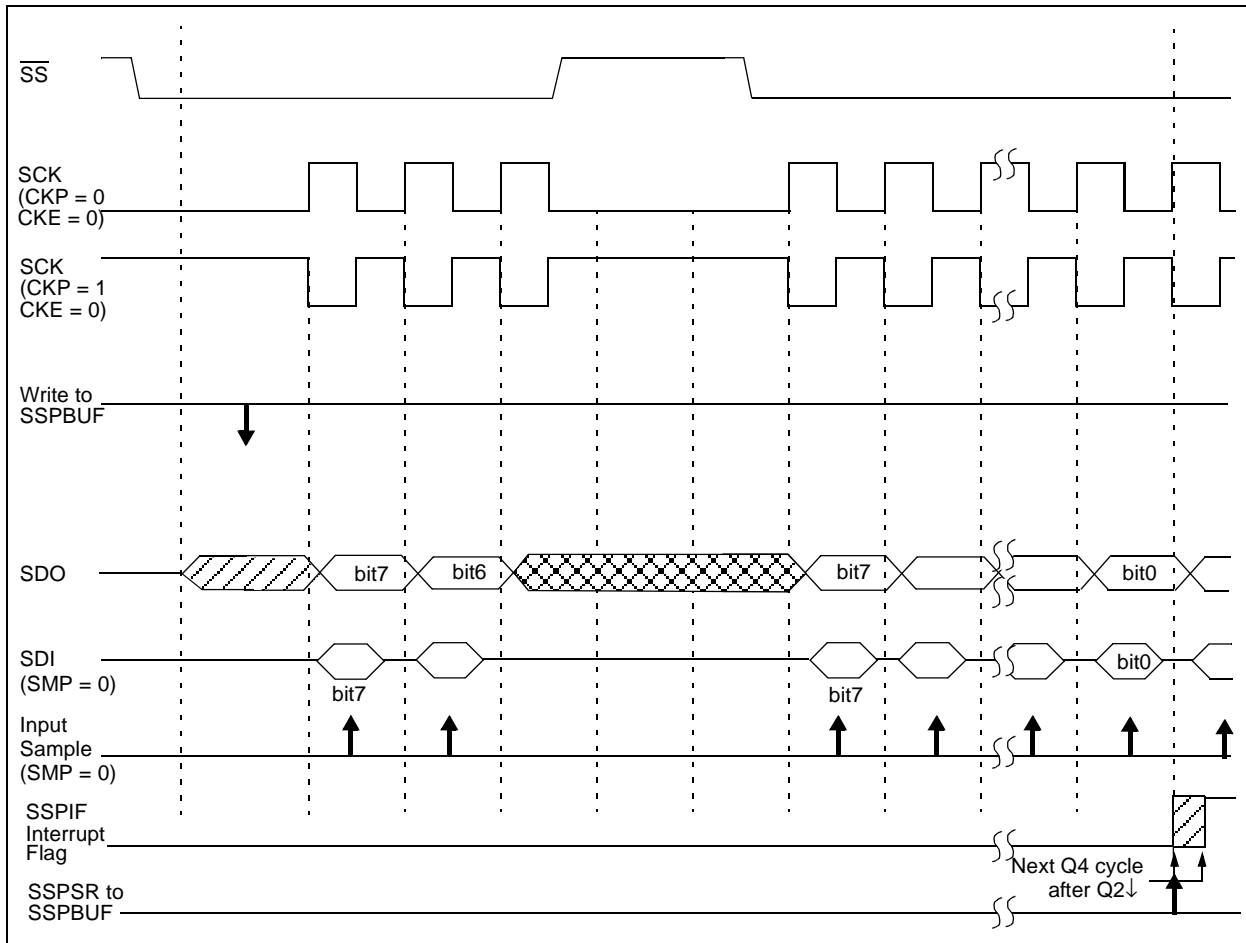 SS
SCK
(CKP = 0
CKE = 0)
SCK
(CKP = 1
CKE = 0)
Write to
SSPBUF
SDO
bit7
bit6
bit7
bit0
SDI
(SMP = 0)
bit7
bit7
bit0
Input
Sample
(SMP = 0)
SSPIF
Interrupt
Flag
Next Q4 cycle
after Q2↓
SSPSR to
SSPBUF